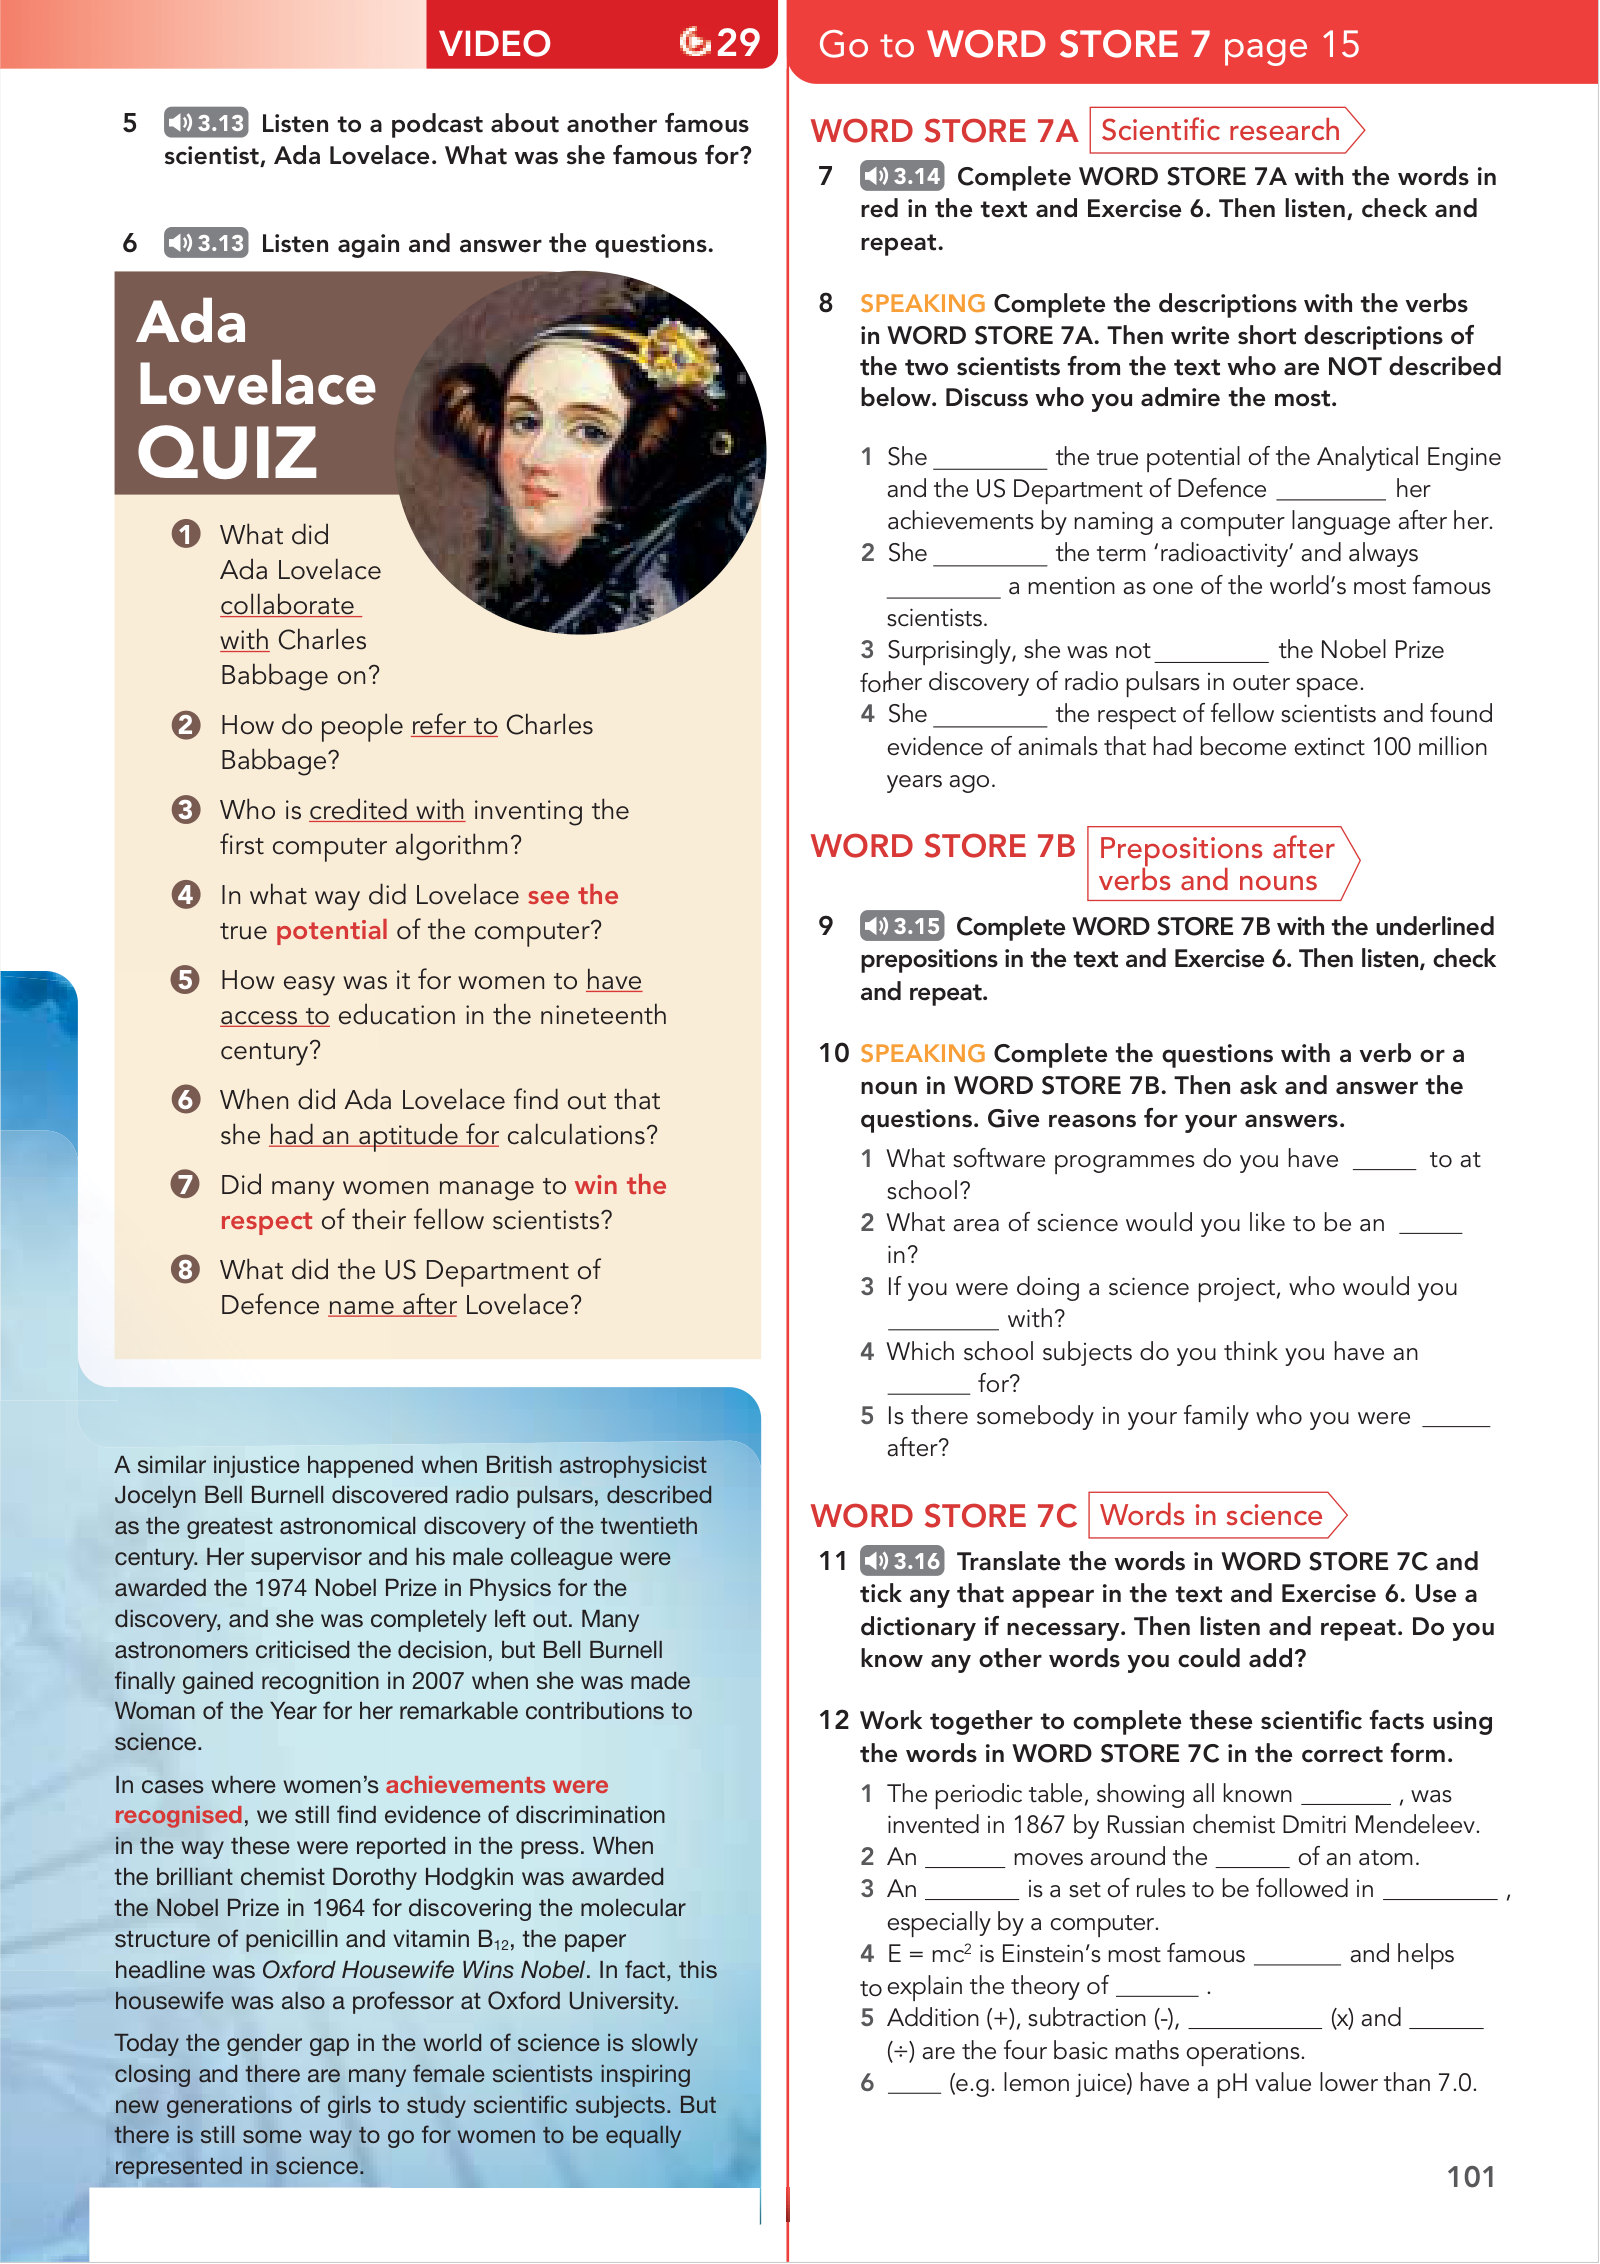 VIDEO 29
5 3.13 Listen to a podcast about another famous
scientist, Ada Lovelace. What was she famous for?
6 3.13 Listen again and answer the questions.
Ada
Lovelace
QUIZ
1 What did
Ada Lovelace
collaborate
with Charles
Babbage on?
2 How do people refer to Charles
Babbage?
3 Who is credited with inventing the
first computer algorithm?
4 In what way did Lovelace see the
true potential of the computer?
5 How easy was it for women to have
access to education in the nineteenth
century?
6 When did Ada Lovelace find out that
she had an aptitude for calculations?
7 Did many women manage to win the
respect of their fellow scientists?
8 What did the US Department of
Defence name after Lovelace?
A similar injustice happened when British astrophysicist
Jocelyn Bell Burnell discovered radio pulsars, described
as the greatest astronomical discovery of the twentieth
century. Her supervisor and his male colleague were
awarded the 1974 Nobel Prize in Physics for the
discovery, and she was completely left out. Many
astronomers criticised the decision, but Bell Burnell
finally gained recognition in 2007 when she was made
Woman of the Year for her remarkable contributions to
science.
In cases where women's achievements were
recognised, we still find evidence of discrimination
in the way these were reported in the press. When
the brilliant chemist Dorothy Hodgkin was awarded
the Nobel Prize in 1964 for discovering the molecular
structure of penicillin and vitamin B12, the paper
headline was Oxford Housewife Wins Nobel. In fact, this
housewife was also a professor at Oxford University.
Today the gender gap in the world of science is slowly
closing and there are many female scientists inspiring
new generations of girls to study scientific subjects. But
there is still some way to go for women to be equally
represented in science.
Go to WORD STORE 7 page 15
WORD STORE 7A Scientific research
7 3.14 Complete WORD STORE 7A with the words in
red in the text and Exercise 6. Then listen, check and
repeat.
8 SPEAKING Complete the descriptions with the verbs
in WORD STORE 7A. Then write short descriptions of
the two scientists from the text who are NOT described
below. Discuss who you admire the most.
1 She ________ the true potential of the Analytical Engine
and the US Department of Defence ________ her
achievements by naming a computer language after her.
2 She ________ the term 'radioactivity' and always
________ a mention as one of the world's most famous
scientists.
3 Surprisingly, she was not ________ the Nobel Prize
for her discovery of radio pulsars in outer space.
4 She ________ the respect of fellow scientists and found
evidence of animals that had become extinct 100 million
years ago.
WORD STORE 7B Prepositions after
verbs and nouns
9 3.15 Complete WORD STORE 7B with the underlined
prepositions in the text and Exercise 6. Then listen, check
and repeat.
10 SPEAKING Complete the questions with a verb or a
noun in WORD STORE 7B. Then ask and answer the
questions. Give reasons for your answers.
1 What software programmes do you have _____ to at
school?
2 What area of science would you like to be an _____
in?
3 If you were doing a science project, who would you
________ with?
4 Which school subjects do you think you have an
______ for?
5 Is there somebody in your family who you were _____
after?
WORD STORE 7C Words in science
11 3.16 Translate the words in WORD STORE 7C and
tick any that appear in the text and Exercise 6. Use a
dictionary if necessary. Then listen and repeat. Do you
know any other words you could add?
12 Work together to complete these scientific facts using
the words in WORD STORE 7C in the correct form.
1 The periodic table, showing all known _______ , was
invented in 1867 by Russian chemist Dmitri Mendeleev.
2 An ______ moves around the ______ of an atom.
3 An _______ is a set of rules to be followed in _________ ,
especially by a computer.
4 E = mc² is Einstein's most famous _______ and helps
to explain the theory of ______ .
5 Addition (+), subtraction (-), __________ (x) and ______
(÷) are the four basic maths operations.
6 ____ (e.g. lemon juice) have a pH value lower than 7.0.
101